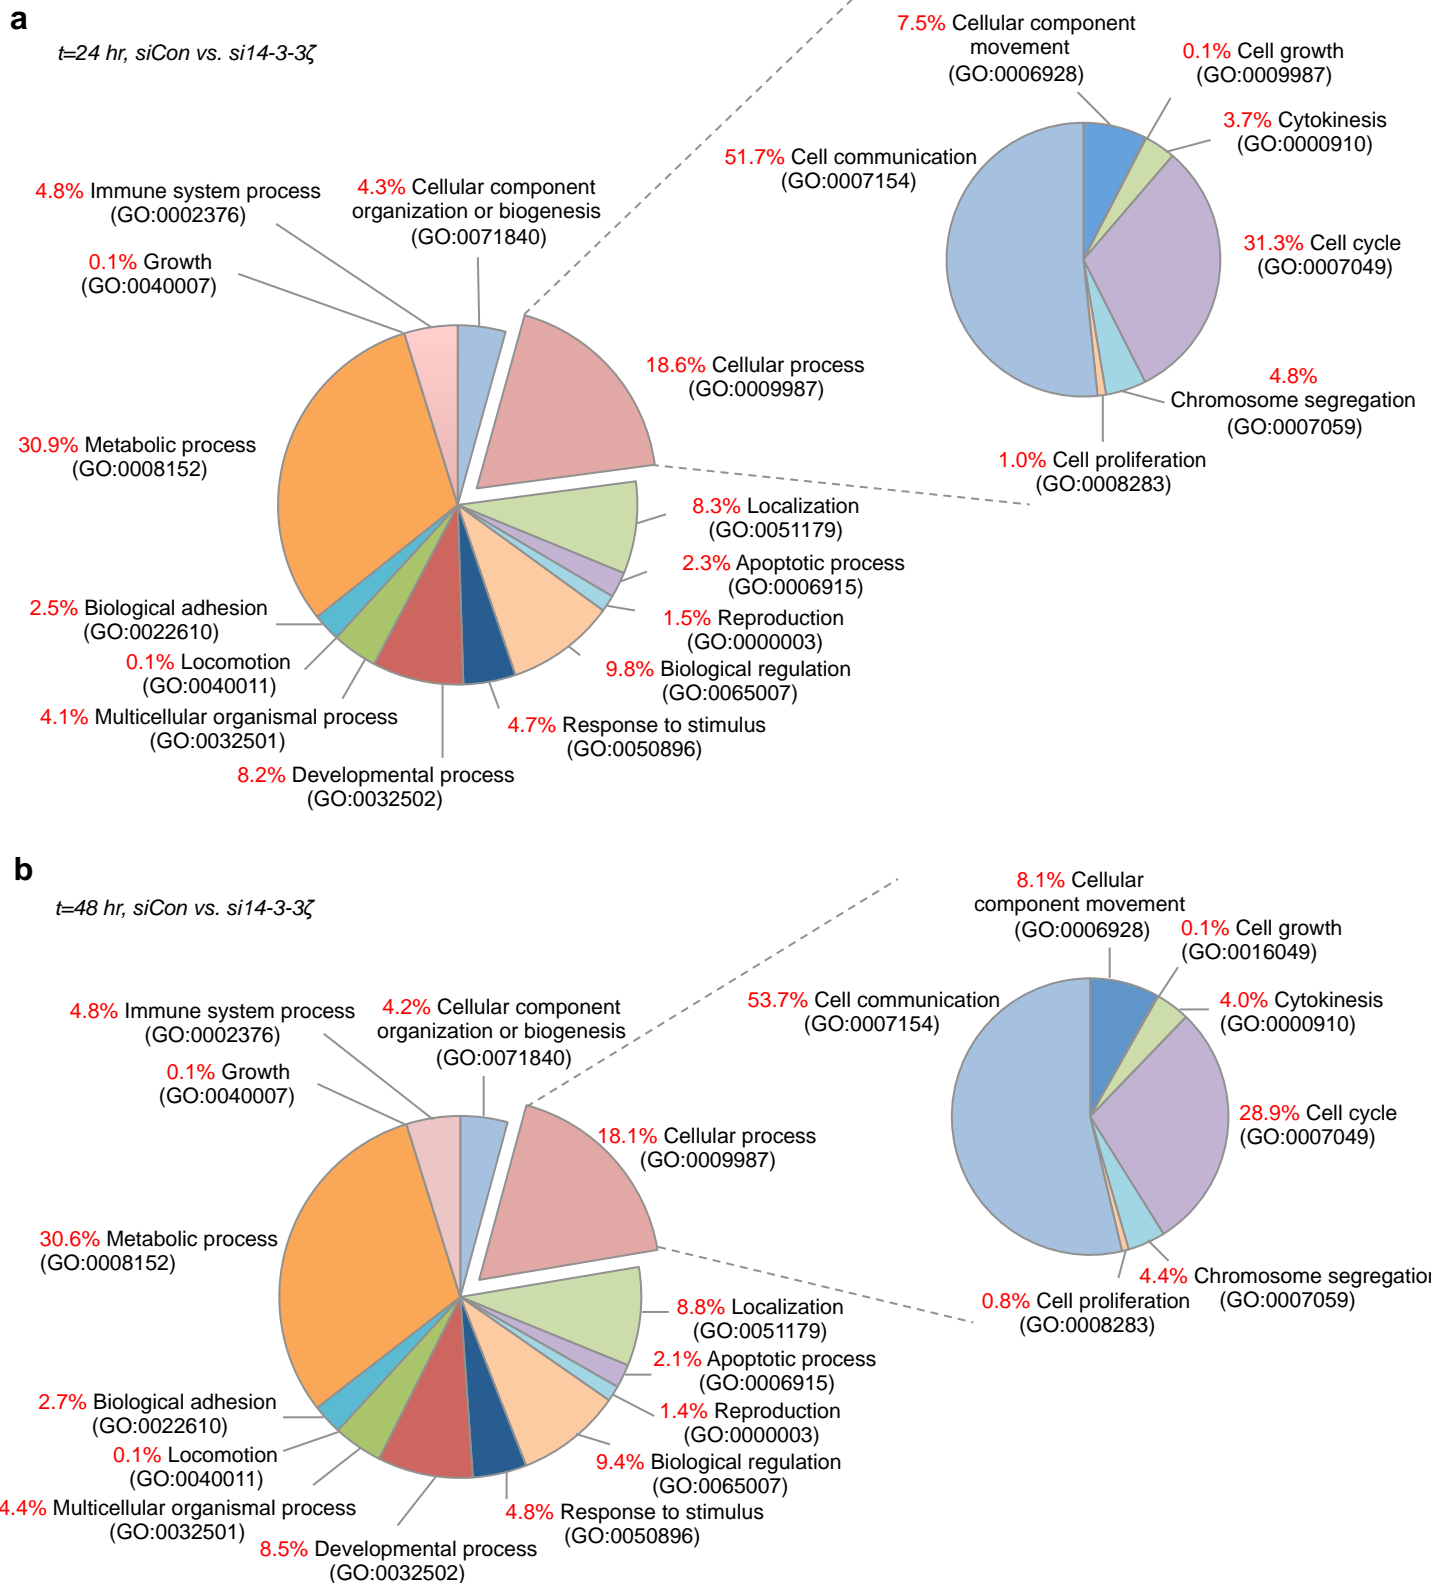 a
t=24 hr, siCon vs. si14-3-3ζ
7.5% Cellular component
movement
(GO:0006928)
0.1% Cell growth
(GO:0009987)
3.7% Cytokinesis
(GO:0000910)
51.7% Cell communication
(GO:0007154)
31.3% Cell cycle
(GO:0007049)
4.8%
Chromosome segregation
(GO:0007059)
1.0% Cell proliferation
(GO:0008283)
4.8% Immune system process
(GO:0002376)
4.3% Cellular component
organization or biogenesis
(GO:0071840)
0.1% Growth
(GO:0040007)
18.6% Cellular process
(GO:0009987)
30.9% Metabolic process
(GO:0008152)
8.3% Localization
(GO:0051179)
2.3% Apoptotic process
(GO:0006915)
1.5% Reproduction
(GO:0000003)
2.5% Biological adhesion
(GO:0022610)
0.1% Locomotion
(GO:0040011)
9.8% Biological regulation
(GO:0065007)
4.1% Multicellular organismal process
(GO:0032501)
4.7% Response to stimulus
(GO:0050896)
8.2% Developmental process
(GO:0032502)
b
t=48 hr, siCon vs. si14-3-3ζ
8.1% Cellular
component movement
(GO:0006928)
0.1% Cell growth
(GO:0016049)
53.7% Cell communication
(GO:0007154)
4.0% Cytokinesis
(GO:0000910)
28.9% Cell cycle
(GO:0007049)
4.4% Chromosome segregation
(GO:0007059)
0.8% Cell proliferation
(GO:0008283)
4.8% Immune system process
(GO:0002376)
4.2% Cellular component
organization or biogenesis
(GO:0071840)
0.1% Growth
(GO:0040007)
18.1% Cellular process
(GO:0009987)
30.6% Metabolic process
(GO:0008152)
8.8% Localization
(GO:0051179)
2.1% Apoptotic process
(GO:0006915)
2.7% Biological adhesion
(GO:0022610)
1.4% Reproduction
(GO:0000003)
0.1% Locomotion
(GO:0040011)
9.4% Biological regulation
(GO:0065007)
4.4% Multicellular organismal process
(GO:0032501)
4.8% Response to stimulus
(GO:0050896)
8.5% Developmental process
(GO:0032502)